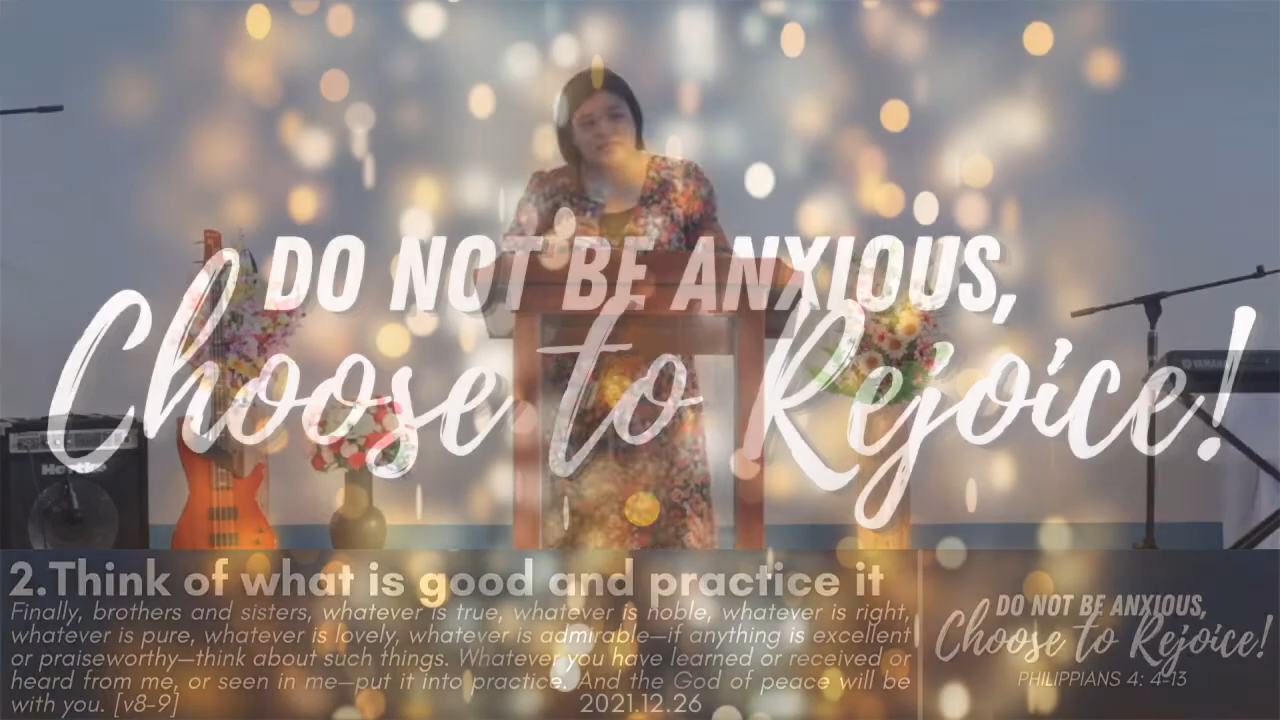 DO NOT BE ANXIOUS,
Choose to Rejoice!
Hartke
YAMAHA
2.Think of what is good and practice it
Finally, brothers and sisters, whatever is true, whatever is noble, whatever is right,
whatever is pure, whatever is lovely, whatever is admirable—if anything is excellent
or praiseworthy—think about such things. Whatever you have learned or received or
heard from me, or seen in me—put it into practice. And the God of peace will be
with you. [v8-9]
2021.12.26
DO NOT BE ANXIOUS,
Choose to Rejoice!
PHILIPPIANS 4: 4-13